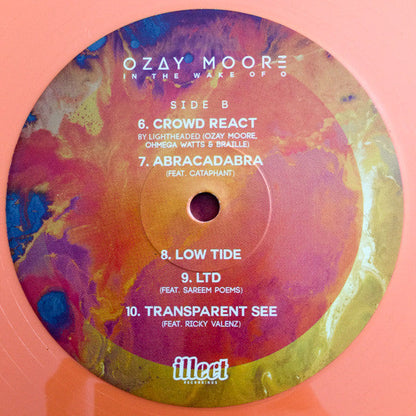 OZAY MOORE
IN THE WAKE OF O
SIDE B
6. CROWD REACT
BY LIGHTHEADED (OZAY MOORE,
OHMEGA WATTS & BRAILLE)
7. ABRACADABRA
(FEAT. CATAPHANT)
8. LOW TIDE
9. LTD
(FEAT. SAREEM POEMS)
10. TRANSPARENT SEE
(FEAT. RICKY VALENZ)
illect
RECORDINGS